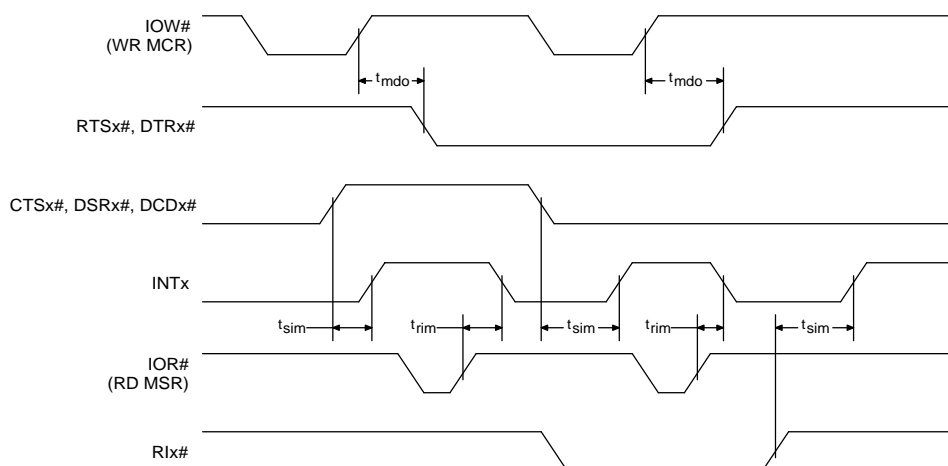 IOW#
(WR MCR)
tmdo
tmdo
RTSx#, DTRx#
CTSx#, DSRx#, DCDx#
INTx
tsim
trim
tsim
trim
tsim
IOR#
(RD MSR)
RIx#